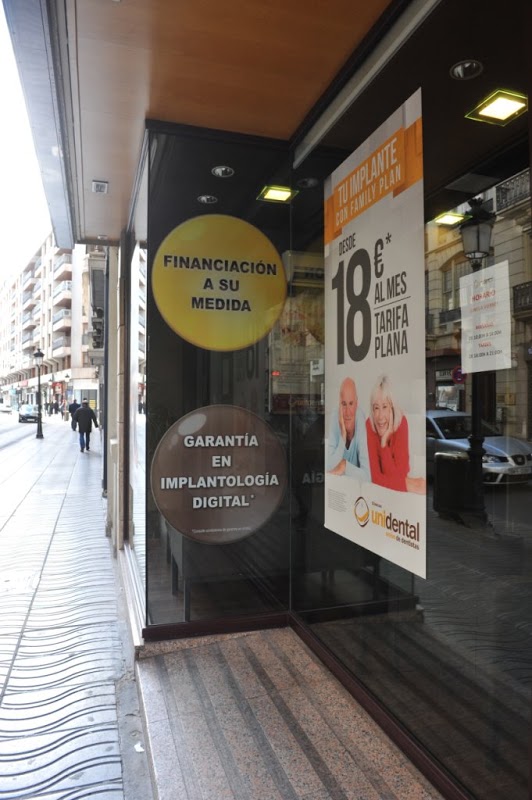 FINANCIACIÓN
A SU
MEDIDA
GARANTÍA
EN
IMPLANTOLOGÍA
DIGITAL*
TU IMPLANTE
CON FAMILY PLAN
DESDE
18€*
AL MES
TARIFA
PLANA
unidental
HORARIO